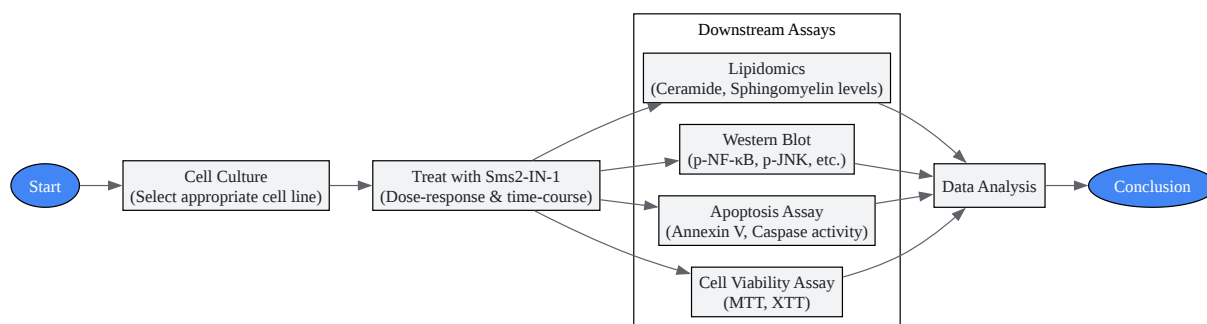 Start
Cell Culture
(Select appropriate cell line)
Treat with Sms2-IN-1
(Dose-response & time-course)
Downstream Assays
Lipidomics
(Ceramide, Sphingomyelin levels)
Western Blot
(p-NF-κB, p-JNK, etc.)
Apoptosis Assay
(Annexin V, Caspase activity)
Cell Viability Assay
(MTT, XTT)
Data Analysis
Conclusion